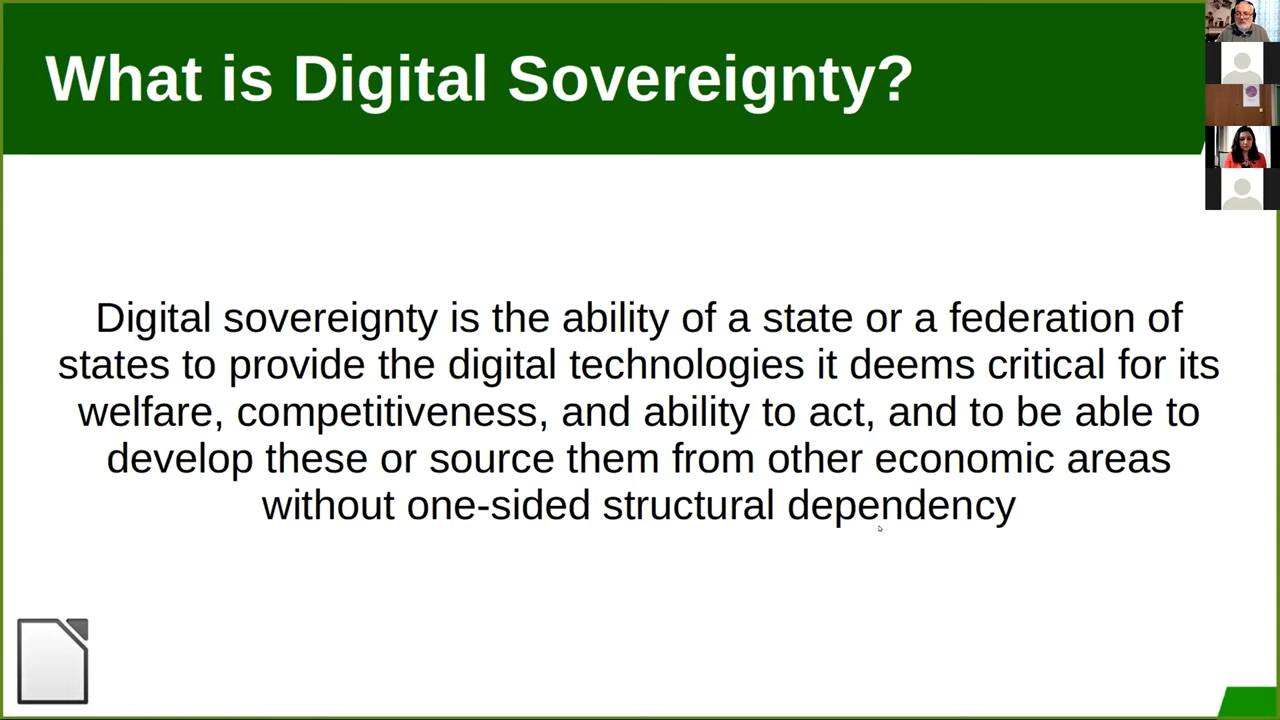 What is Digital Sovereignty?
Digital sovereignty is the ability of a state or a federation of
states to provide the digital technologies it deems critical for its
welfare, competitiveness, and ability to act, and to be able to
develop these or source them from other economic areas
without one-sided structural dependency